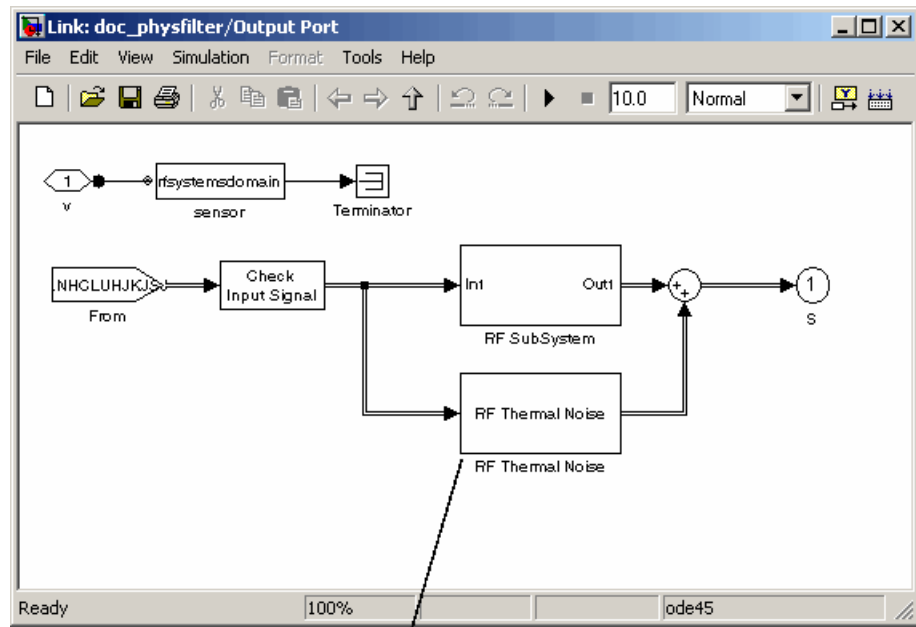 Link: doc_physfilter/Output Port
File Edit View Simulation Format Tools Help
10.0 Normal
1
v
rfsystemsdomain
sensor
Terminator
From
Check
Input Signal
In1 Out1
RF SubSystem
1
S
RF Thermal Noise
RF Thermal Noise
Ready 100% ode45